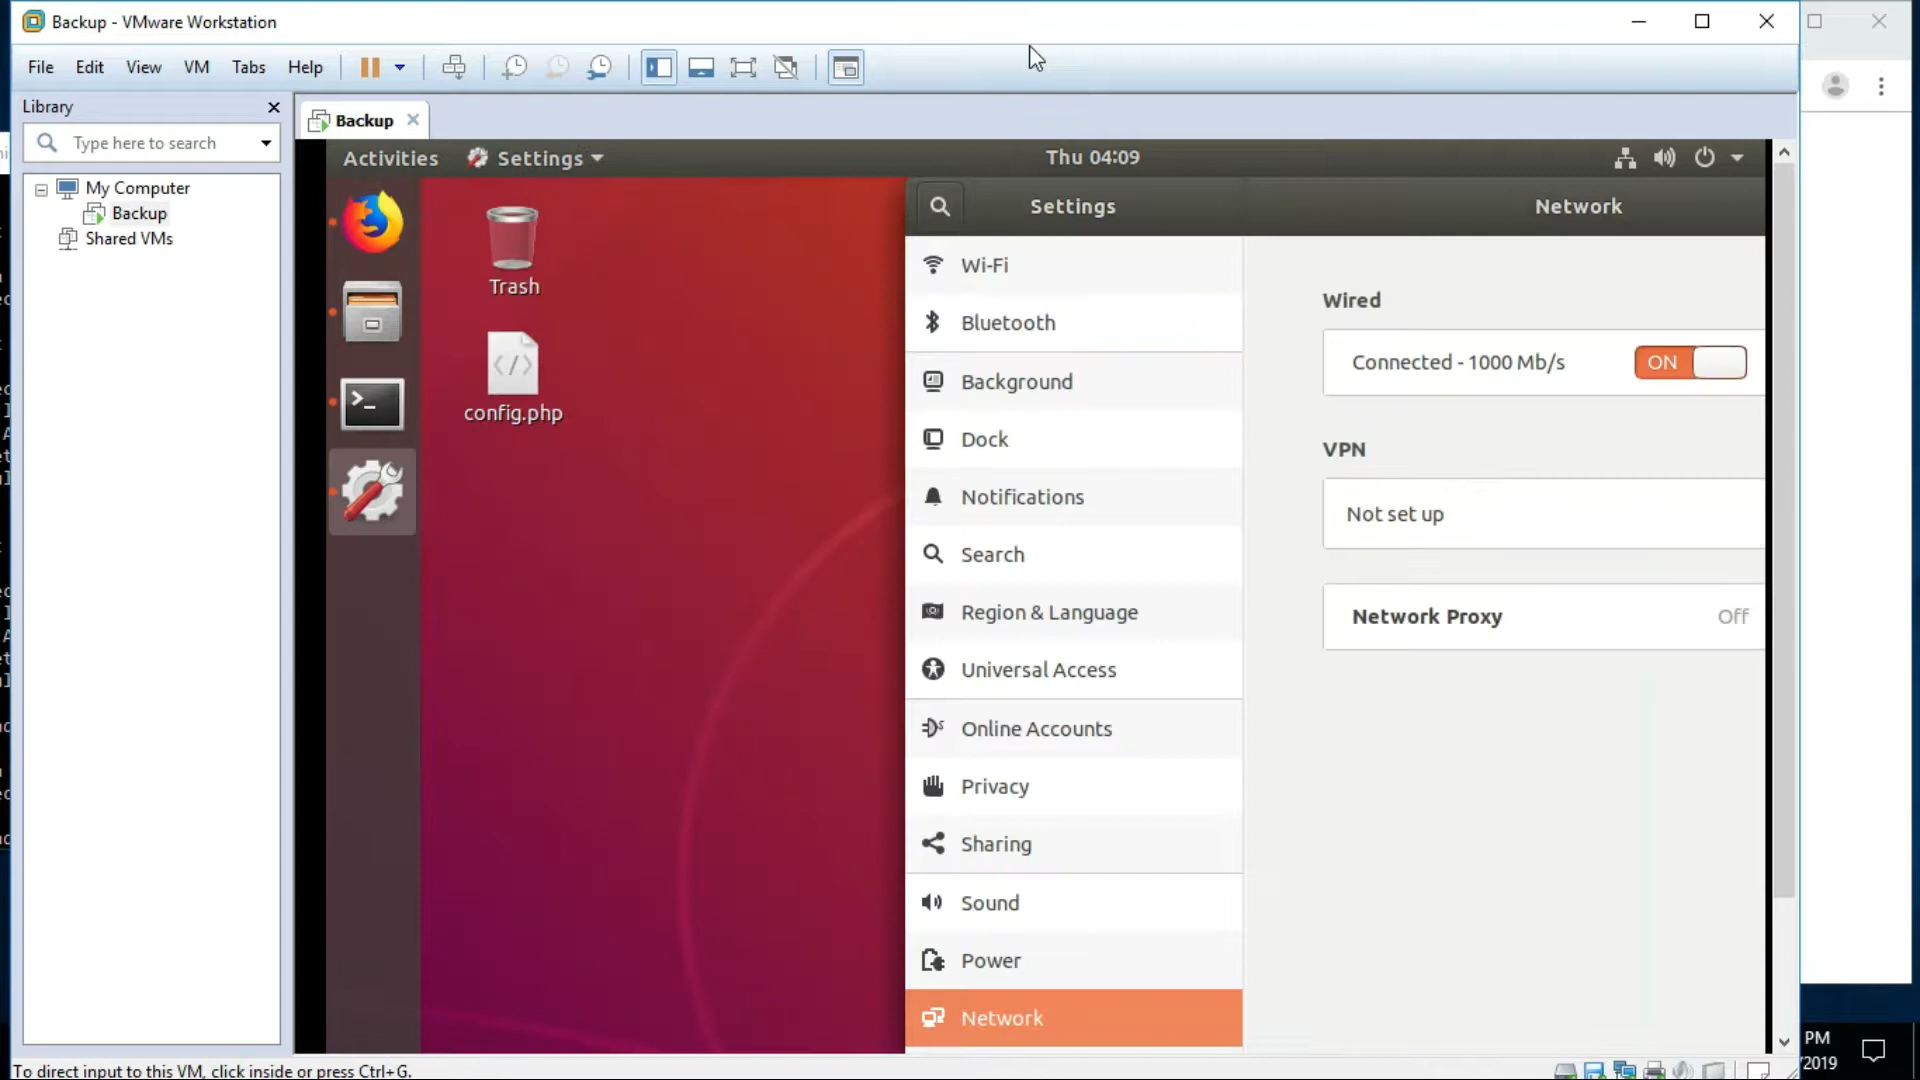 Backup - VMware Workstation
File Edit View VM Tabs Help
Library
Type here to search
My Computer
Backup
Shared VMs
Backup
Activities Settings Thu 04:09
Trash
config.php
Settings Network
Wi-Fi
Bluetooth
Background
Dock
Notifications
Search
Region & Language
Universal Access
Online Accounts
Privacy
Sharing
Sound
Power
Network
Wired
Connected - 1000 Mb/s ON
VPN
Not set up
Network Proxy Off
To direct input to this VM, click inside or press Ctrl+G.
PM
/2019